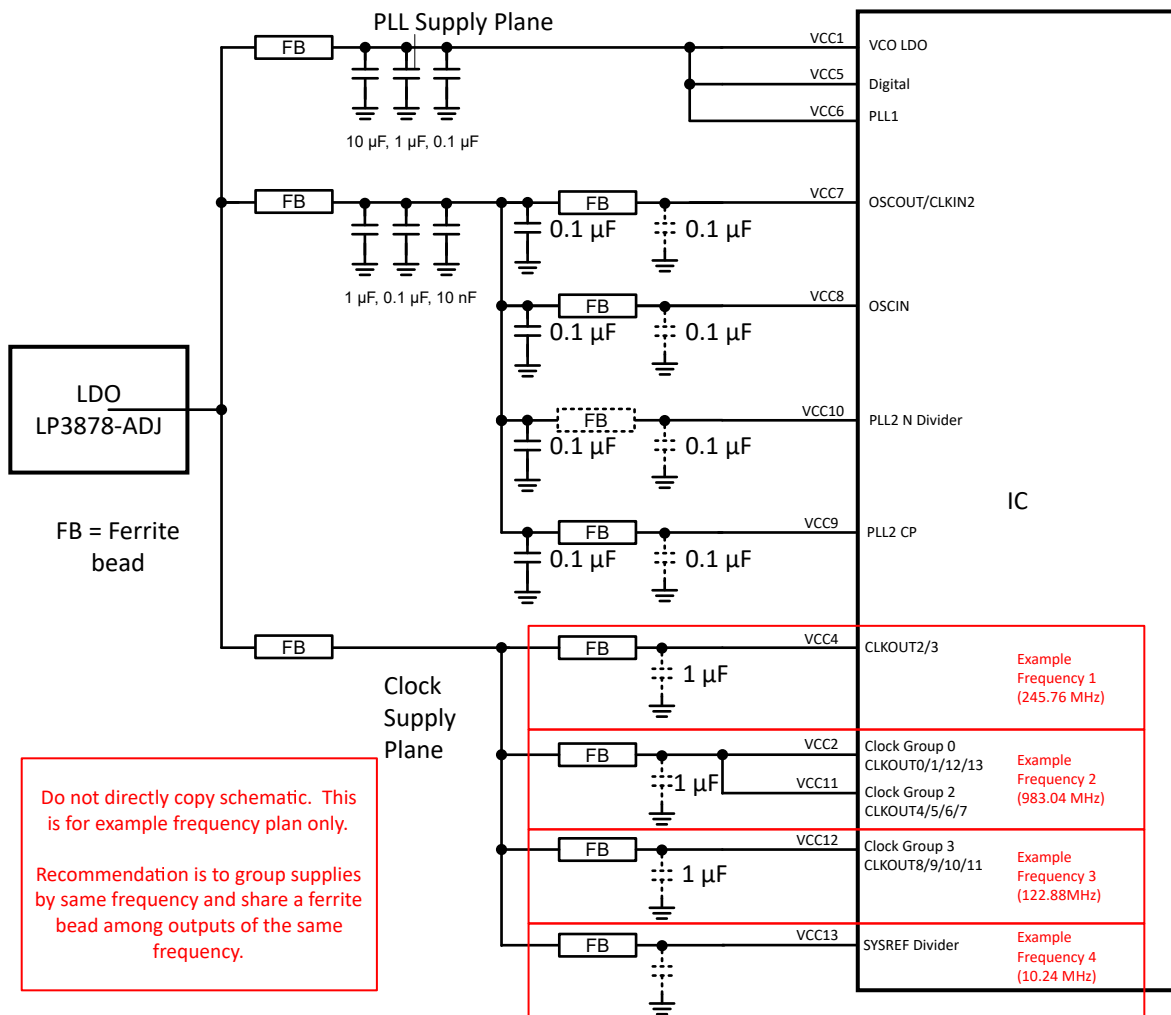 PLL Supply Plane
FB
10 µF, 1 µF, 0.1 µF
VCC1
VCO LDO
VCC5
Digital
VCC6
PLL1
FB
1 µF, 0.1 µF, 10 nF
0.1 µF
FB
0.1 µF
VCC7
OSCOUT/CLKIN2
0.1 µF
FB
0.1 µF
VCC8
OSCIN
0.1 µF
FB
0.1 µF
VCC10
PLL2 N Divider
0.1 µF
FB
0.1 µF
VCC9
PLL2 CP
LDO
LP3878-ADJ
IC
FB = Ferrite
bead
FB
Clock
Supply
Plane
FB
1 µF
VCC4
CLKOUT2/3
Example
Frequency 1
(245.76 MHz)
FB
1 µF
VCC2
Clock Group 0
CLKOUT0/1/12/13
VCC11
Clock Group 2
CLKOUT4/5/6/7
Example
Frequency 2
(983.04 MHz)
FB
1 µF
VCC12
Clock Group 3
CLKOUT8/9/10/11
Example
Frequency 3
(122.88MHz)
FB
VCC13
SYSREF Divider
Example
Frequency 4
(10.24 MHz)
Do not directly copy schematic. This
is for example frequency plan only.
Recommendation is to group supplies
by same frequency and share a ferrite
bead among outputs of the same
frequency.